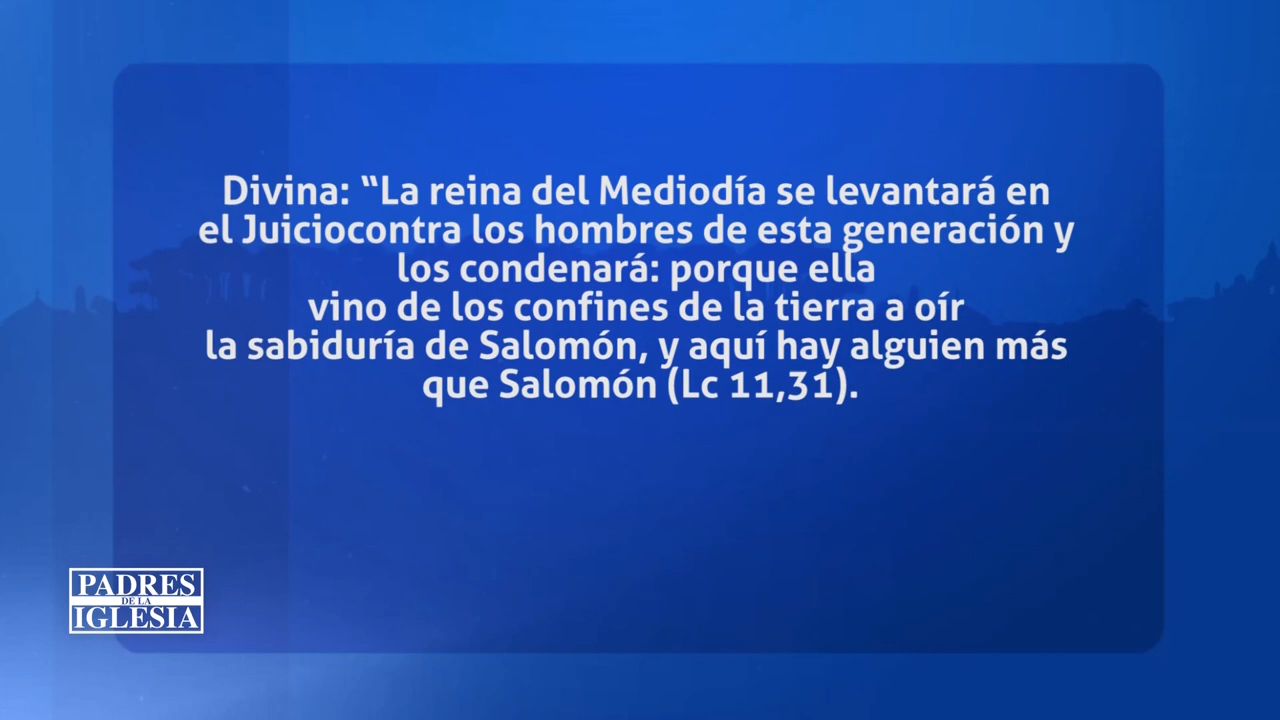 Divina: “La reina del Mediodía se levantará en
el Juiciocontra los hombres de esta generación y
los condenará: porque ella
vino de los confines de la tierra a oír
la sabiduría de Salomón, y aquí hay alguien más
que Salomón (Lc 11,31).
PADRES
DE LA
IGLESIA